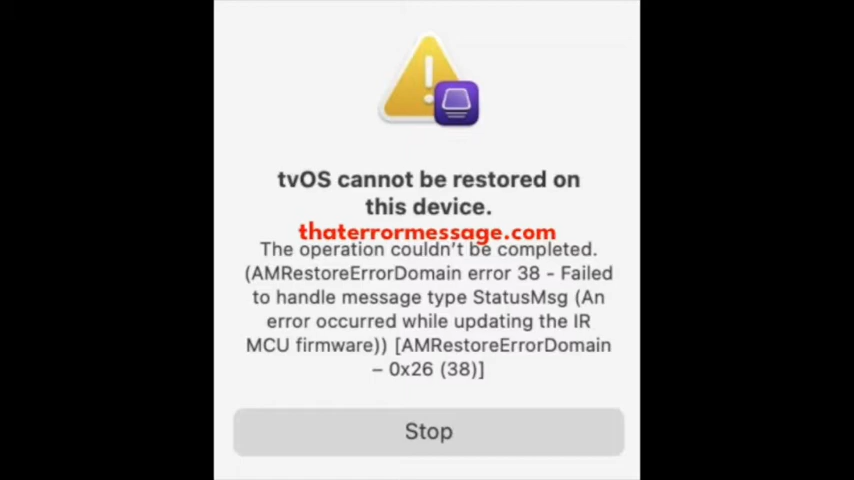 tvOS cannot be restored on
this device.
thaterrormessage.com
The operation couldn't be completed.
(AMRestoreErrorDomain error 38 - Failed
to handle message type StatusMsg (An
error occurred while updating the IR
MCU firmware)) [AMRestoreErrorDomain
– 0x26 (38)]
Stop